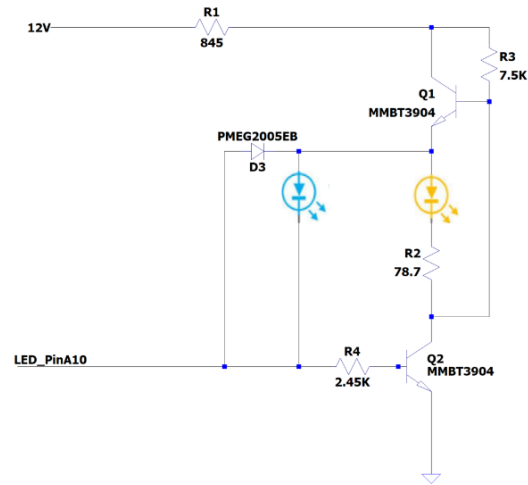 R1
12V
845
R3
7.5K
Q1
MMBT3904
PMEG2005EB
D3
R2
78.7
LED_PinA10
R4
2.45K
Q2
MMBT3904